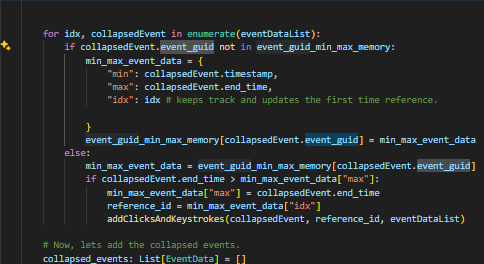 for idx, collapsedEvent in enumerate(eventDataList):
    if collapsedEvent.event_guid not in event_guid_min_max_memory:
        min_max_event_data = {
            "min": collapsedEvent.timestamp,
            "max": collapsedEvent.end_time,
            "idx": idx # keeps track and updates the first time reference.
        }
        event_guid_min_max_memory[collapsedEvent.event_guid] = min_max_event_data
    else:
        min_max_event_data = event_guid_min_max_memory[collapsedEvent.event_guid]
        if collapsedEvent.end_time > min_max_event_data["max"]:
            min_max_event_data["max"] = collapsedEvent.end_time
            reference_id = min_max_event_data["idx"]
            addClicksAndKeystrokes(collapsedEvent, reference_id, eventDataList)
# Now, lets add the collapsed events.
collapsed_events: List[EventData] = []